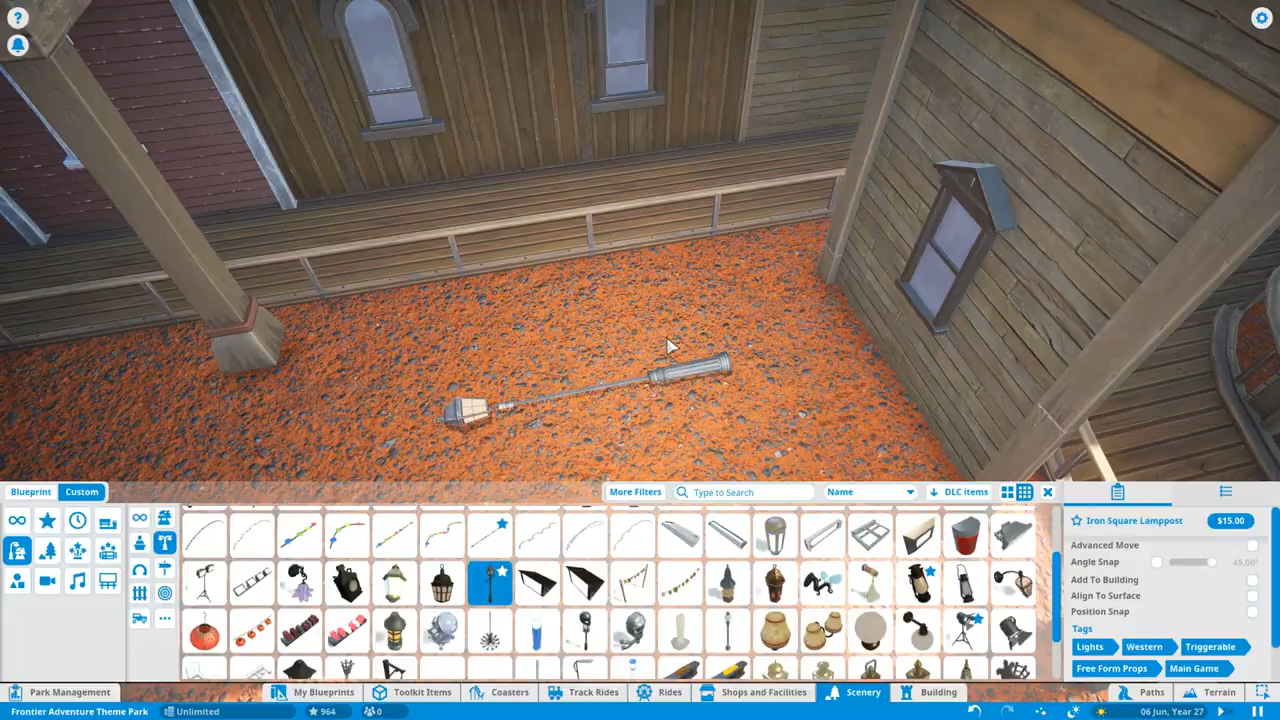 ?
Blueprint Custom More Filters Type to Search Name DLC items
Iron Square Lamppost $15.00
Advanced Move
Angle Snap 45.00°
Add To Building
Align To Surface
Position Snap
Tags
Lights Western Triggerable
Free Form Props Main Game
Park Management My Blueprints Toolkit Items Coasters Track Rides Rides Shops and Facilities Scenery Building Paths Terrain
Frontier Adventure Theme Park Unlimited 964 0 06 Jun, Year 27